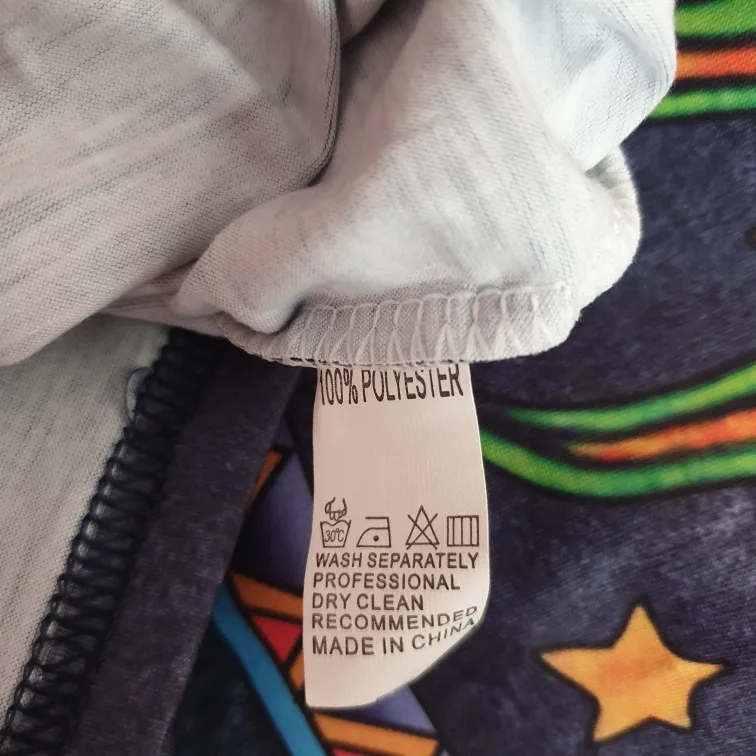 100% POLYESTER
30℃
WASH SEPARATELY
PROFESSIONAL
DRY CLEAN
RECOMMENDED
MADE IN CHINA